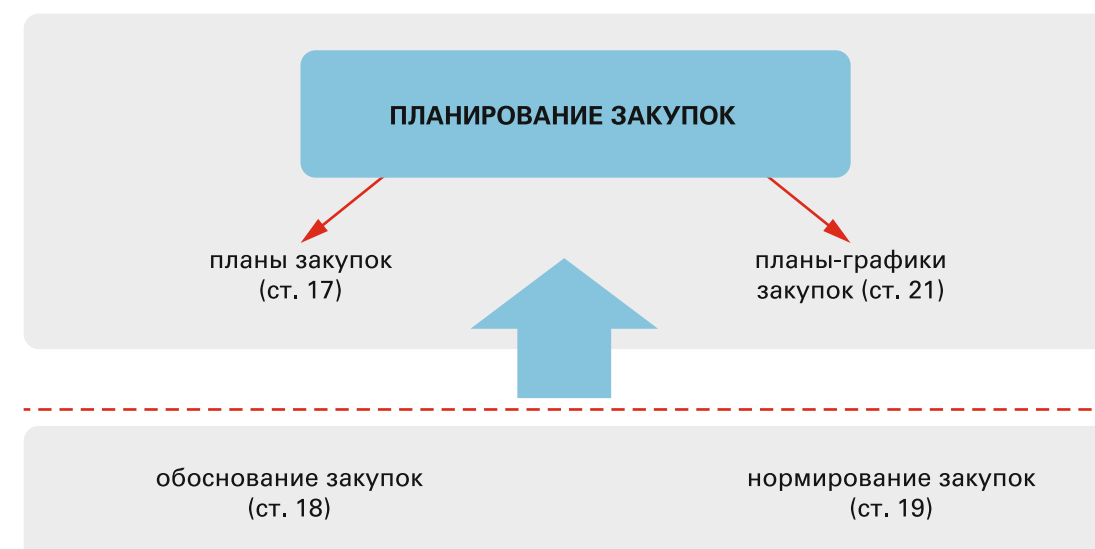 ПЛАНИРОВАНИЕ ЗАКУПОК
планы закупок
(ст. 17)
планы-графики
закупок (ст. 21)
обоснование закупок
(ст. 18)
нормирование закупок
(ст. 19)